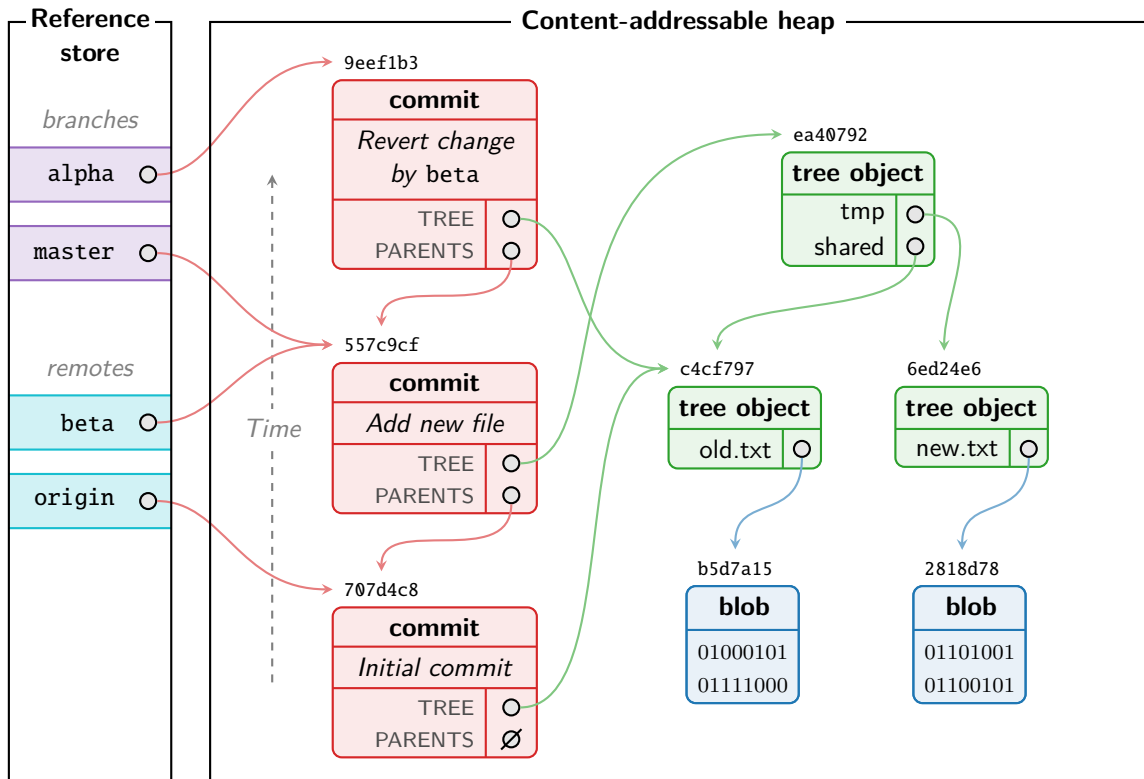 Reference
store
branches
alpha
master
remotes
beta
origin
Content-addressable heap
Time
9eef1b3
commit
Revert change
by beta
TREE
PARENTS
557c9cf
commit
Add new file
TREE
PARENTS
707d4c8
commit
Initial commit
TREE
PARENTS
ea40792
tree object
tmp
shared
c4cf797
tree object
old.txt
6ed24e6
tree object
new.txt
b5d7a15
blob
01000101
01111000
2818d78
blob
01101001
01100101